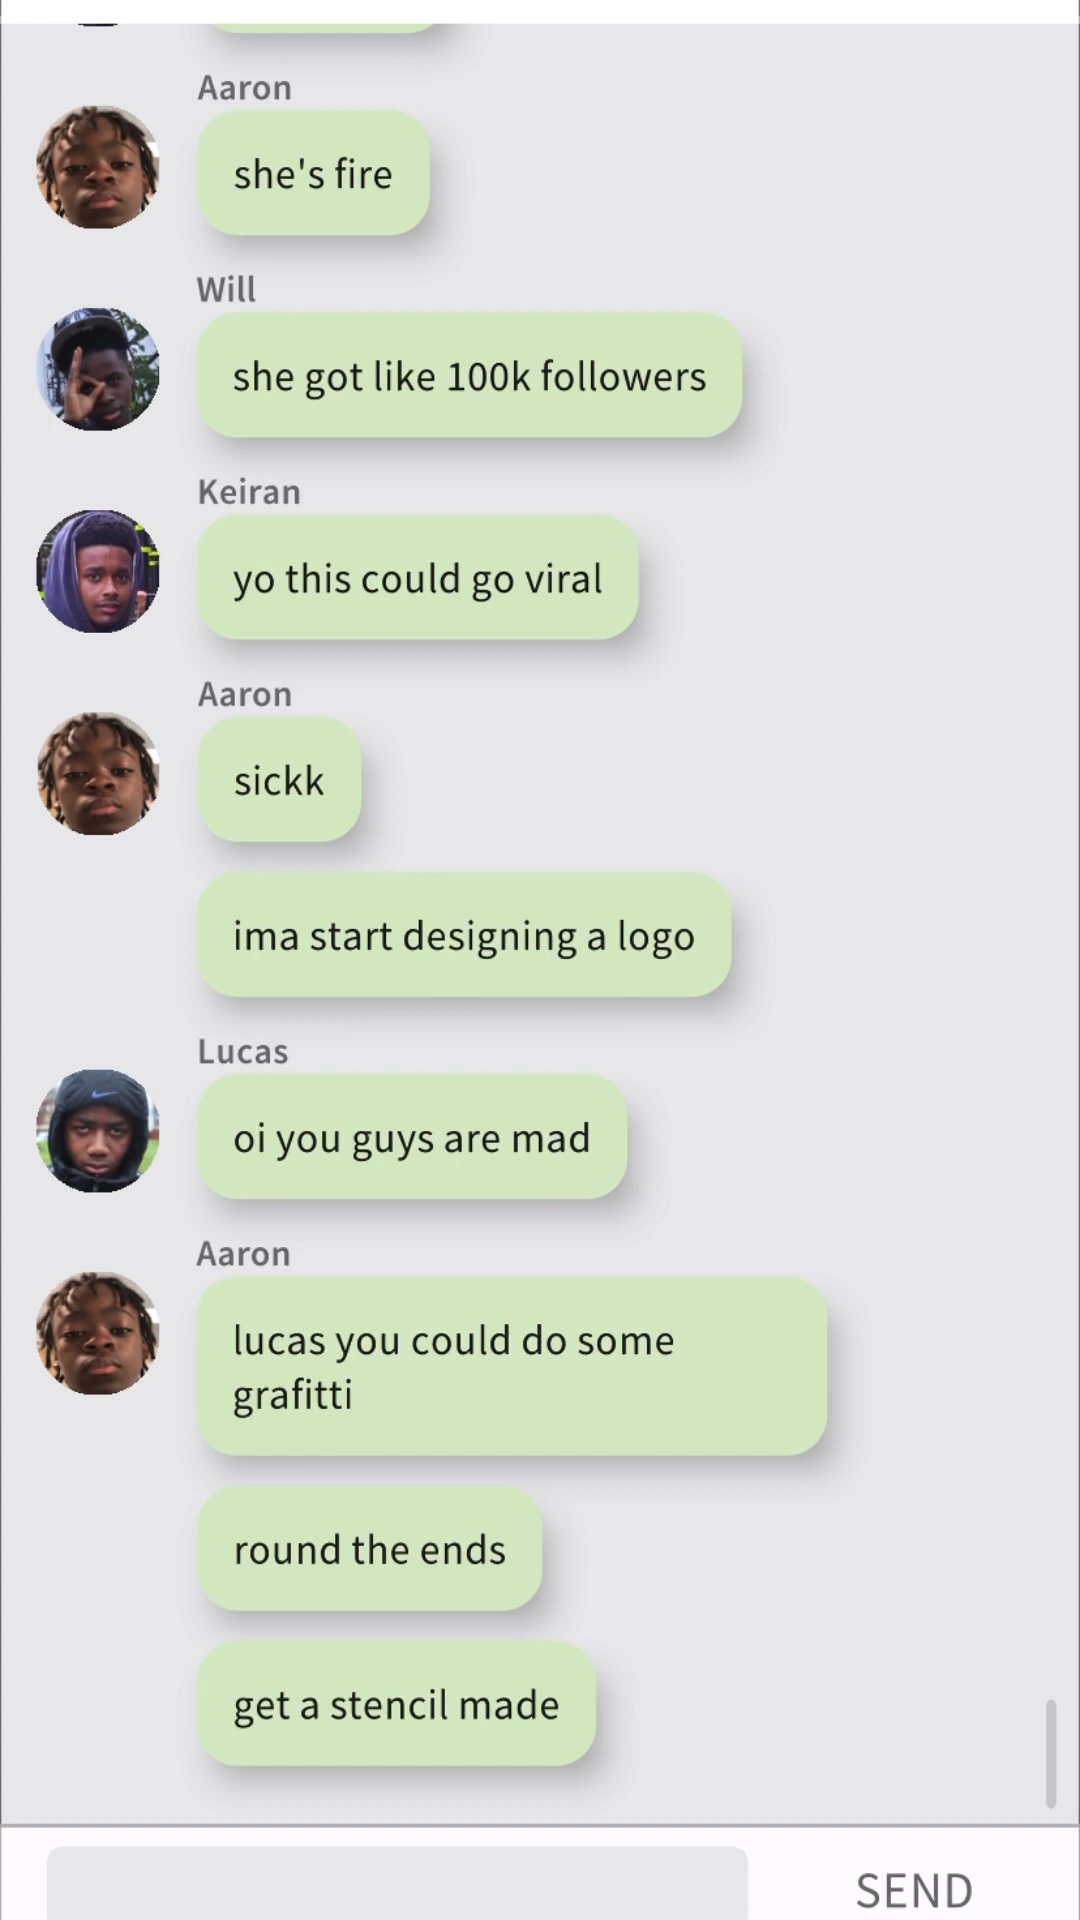 Aaron
she's fire
Will
she got like 100k followers
Keiran
yo this could go viral
Aaron
sickk
ima start designing a logo
Lucas
oi you guys are mad
Aaron
lucas you could do some
grafitti
round the ends
get a stencil made
SEND